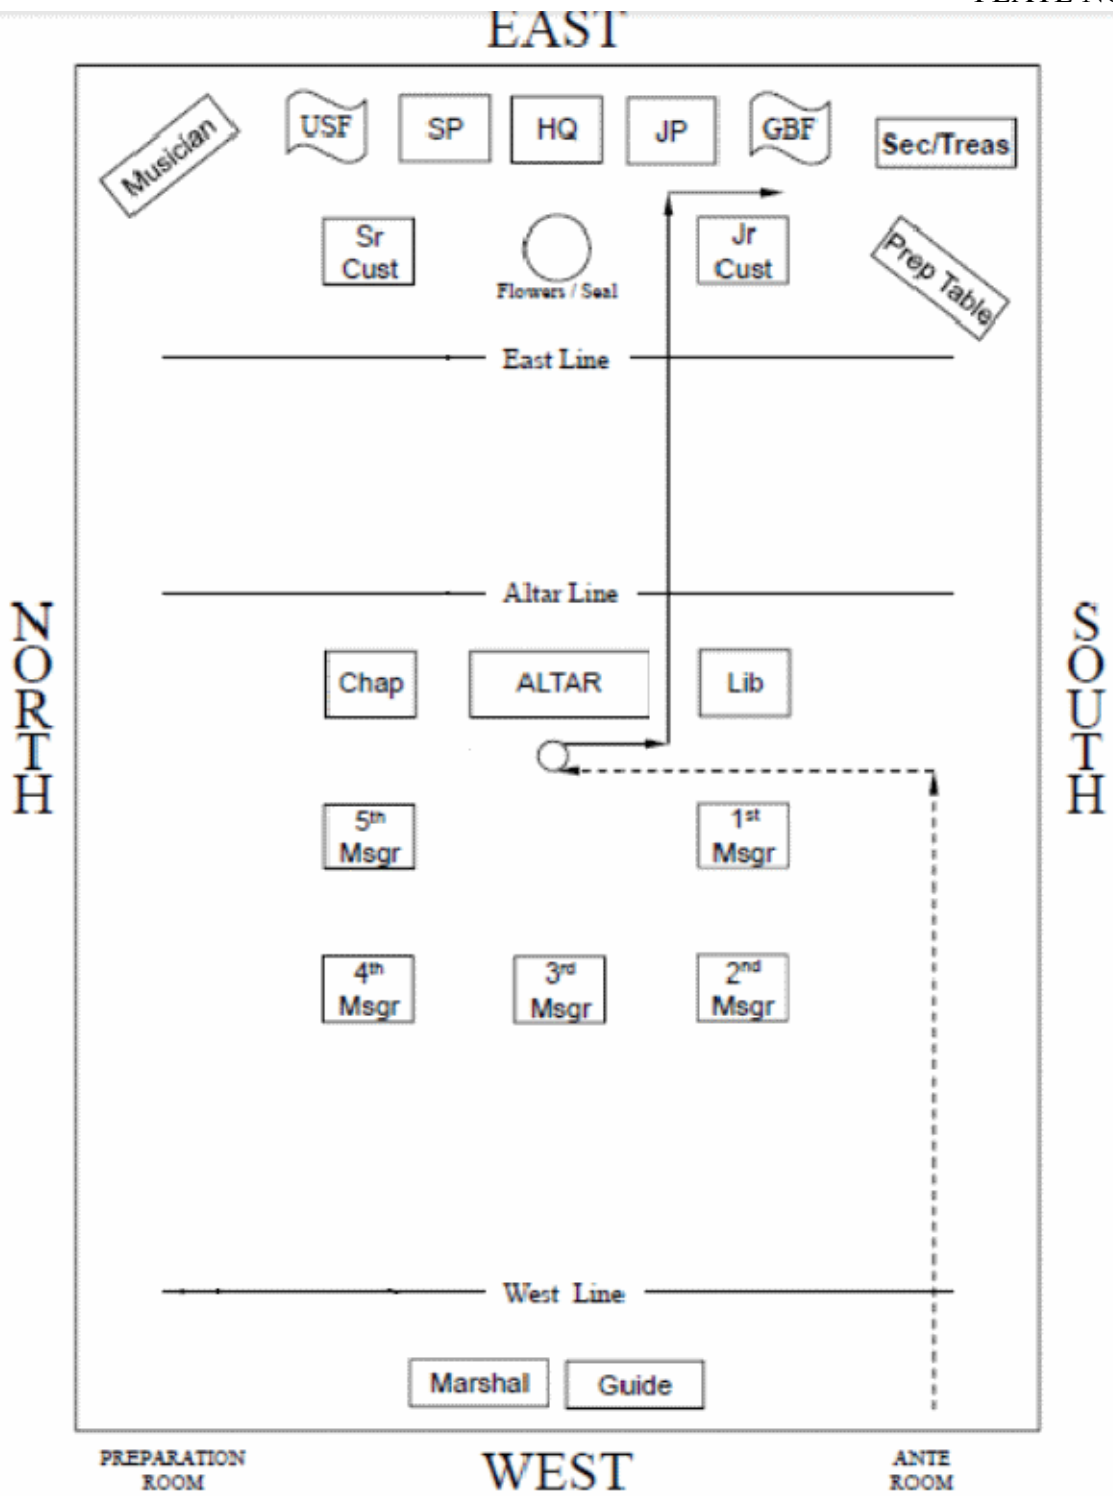 EAST
Musician
USF
SP
HQ
JP
GBF
Sec/Treas
Sr
Cust
Flowers / Seal
Jr
Cust
Prep Table
East Line
Altar Line
NORTH
SOUTH
Chap
ALTAR
Lib
5th
Msgr
1st
Msgr
4th
Msgr
3rd
Msgr
2nd
Msgr
West Line
Marshal
Guide
PREPARATION
ROOM
WEST
ANTE
ROOM